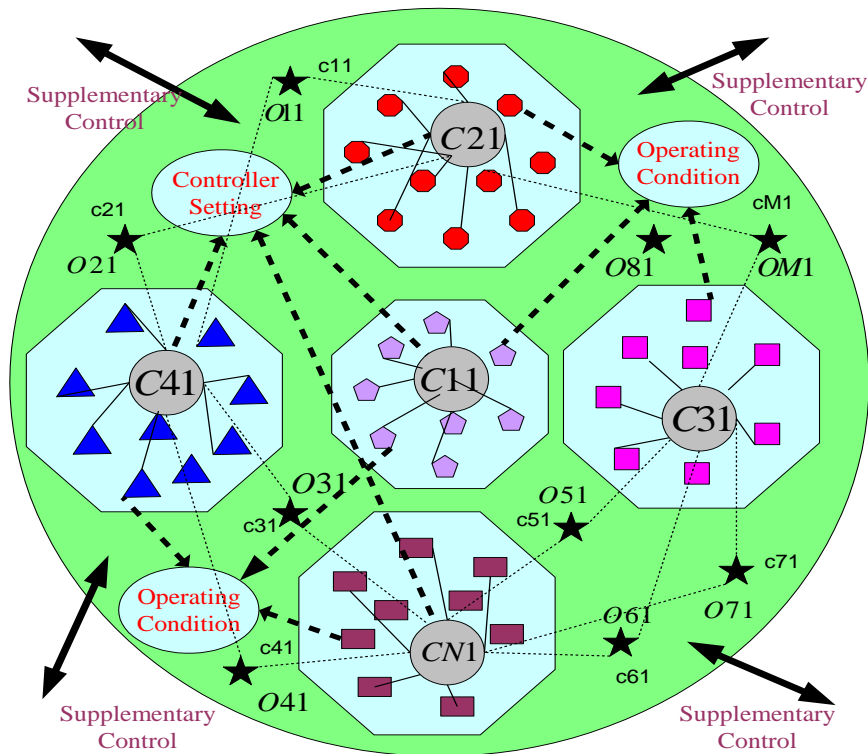 c11
Supplementary
Control
O11
C21
Supplementary
Control
Controller
Setting
Operating
Condition
c21
cM1
O21
O81
OM1
C41
C11
C31
O31
c31
O51
c51
c71
O71
Operating
Condition
O61
c41
CN1
c61
O41
Supplementary
Control
Supplementary
Control